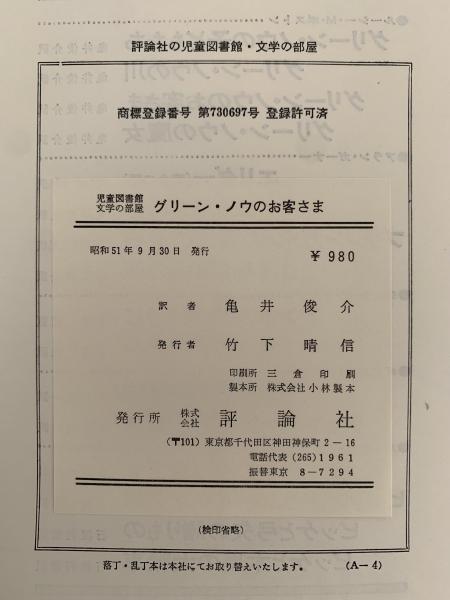 評論社の児童図書館・文学の部屋
商標登録番号 第730697号 登録許可済
児童図書館
文学の部屋 グリーン・ノウのお客さま
昭和51年9月30日 発行
¥980
訳者 亀井俊介
発行者 竹下晴信
印刷所 三倉印刷
製本所 株式会社小林製本
発行所 株式会社 評論社
(〒101) 東京都千代田区神田神保町2−16
電話代表 (265) 1961
振替東京 8−7294
(検印省略)
落丁・乱丁本は本社にてお取り替えいたします。 (A−4)